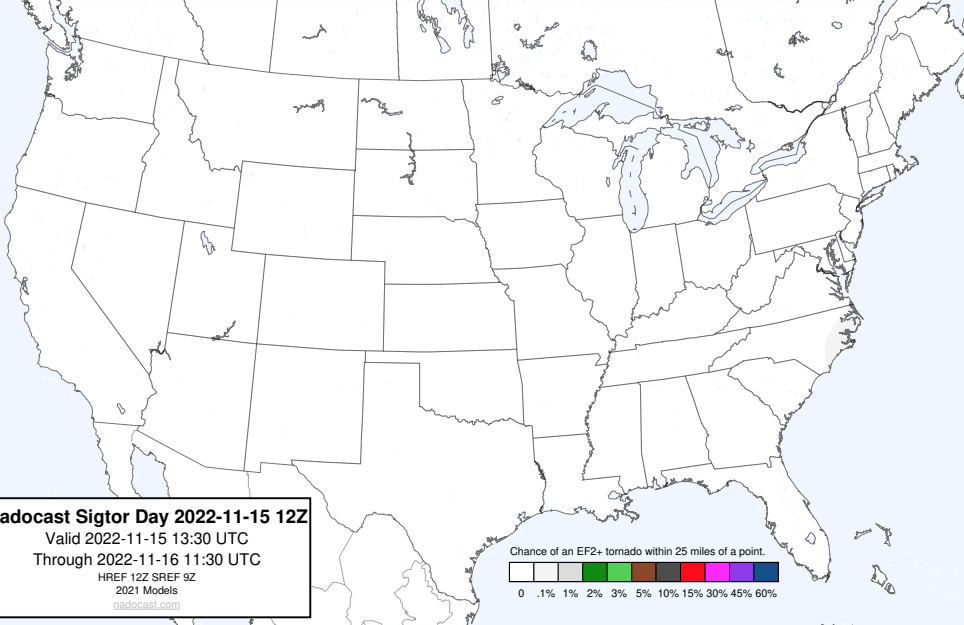 adocast Sigtor Day 2022-11-15 12Z
Valid 2022-11-15 13:30 UTC
Through 2022-11-16 11:30 UTC
HREF 12Z SREF 9Z
2021 Models
nadocast.com
Chance of an EF2+ tornado within 25 miles of a point.
0 .1% 1% 2% 3% 5% 10% 15% 30% 45% 60%